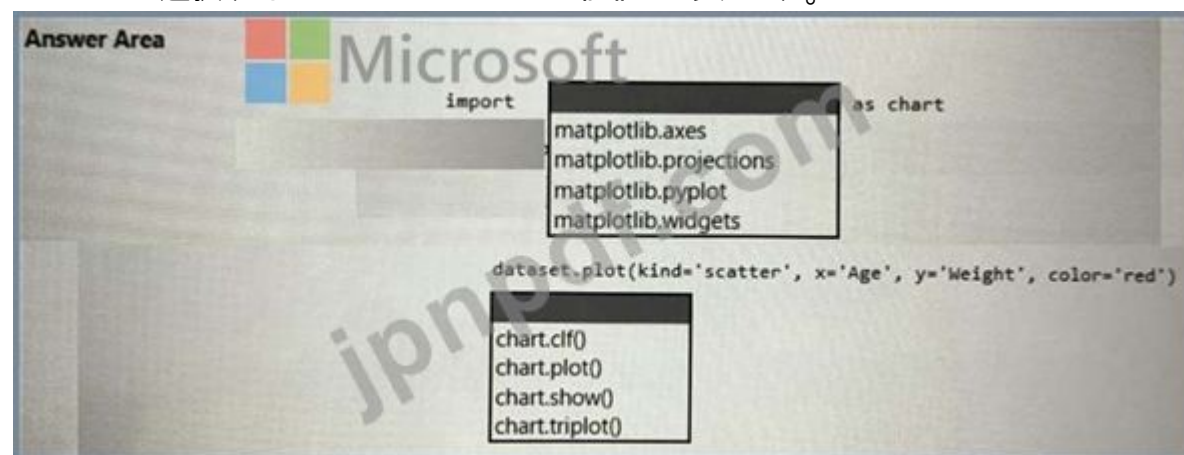 Answer Area
Microsoft
import as chart
matplotlib.axes
matplotlib.projections
matplotlib.pyplot
matplotlib.widgets
dataset.plot(kind='scatter', x='Age', y='Weight', color='red')
chart.clf()
chart.plot()
chart.show()
chart.triplot()
jpnpdf.com